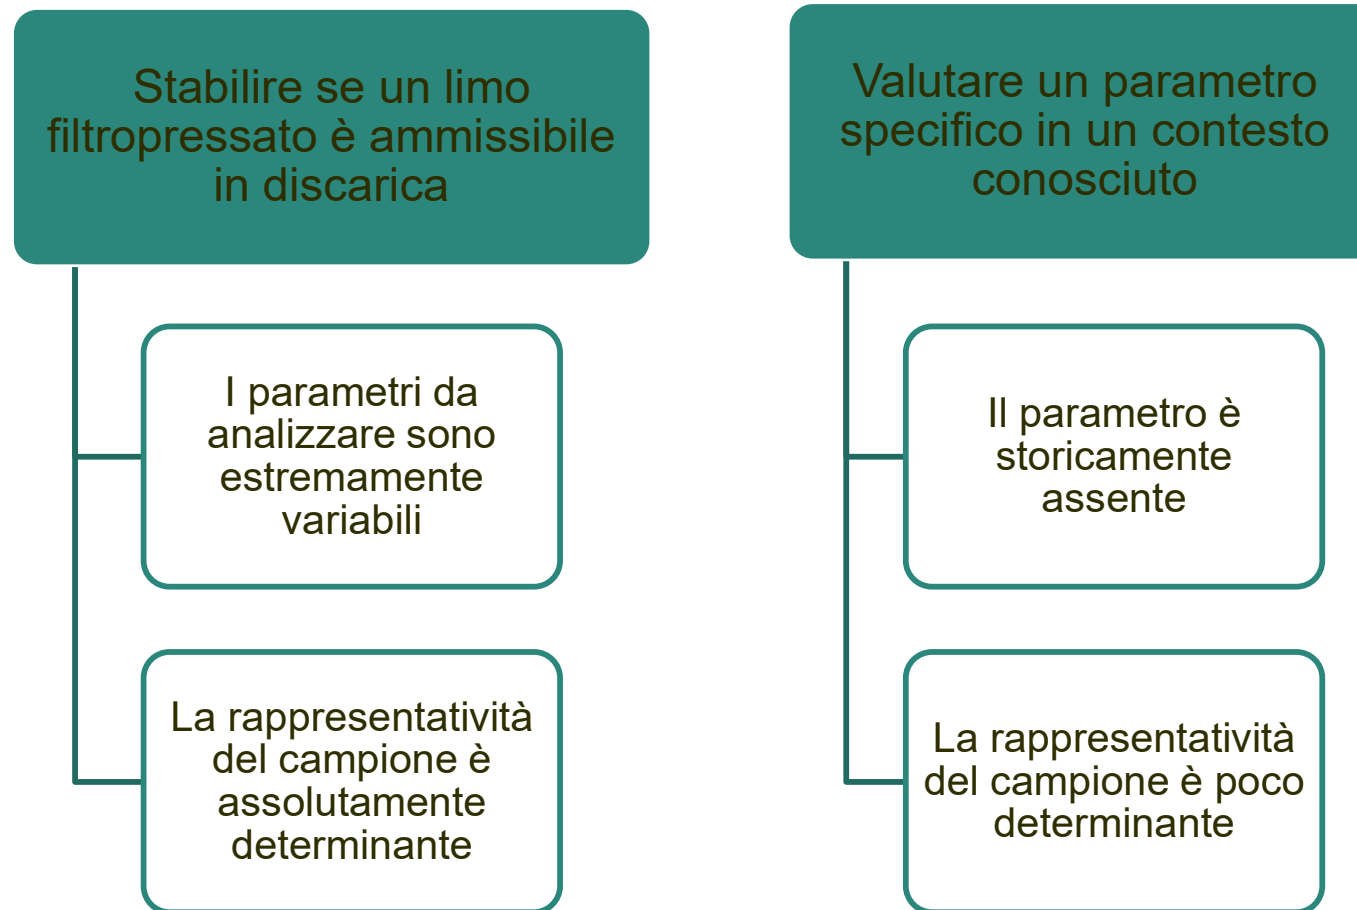 Stabilire se un limo
filtropressato è ammissibile
in discarica
I parametri da
analizzare sono
estremamente
variabili
La rappresentatività
del campione è
assolutamente
determinante
Valutare un parametro
specifico in un contesto
conosciuto
Il parametro è
storicamente
assente
La rappresentatività
del campione è poco
determinante